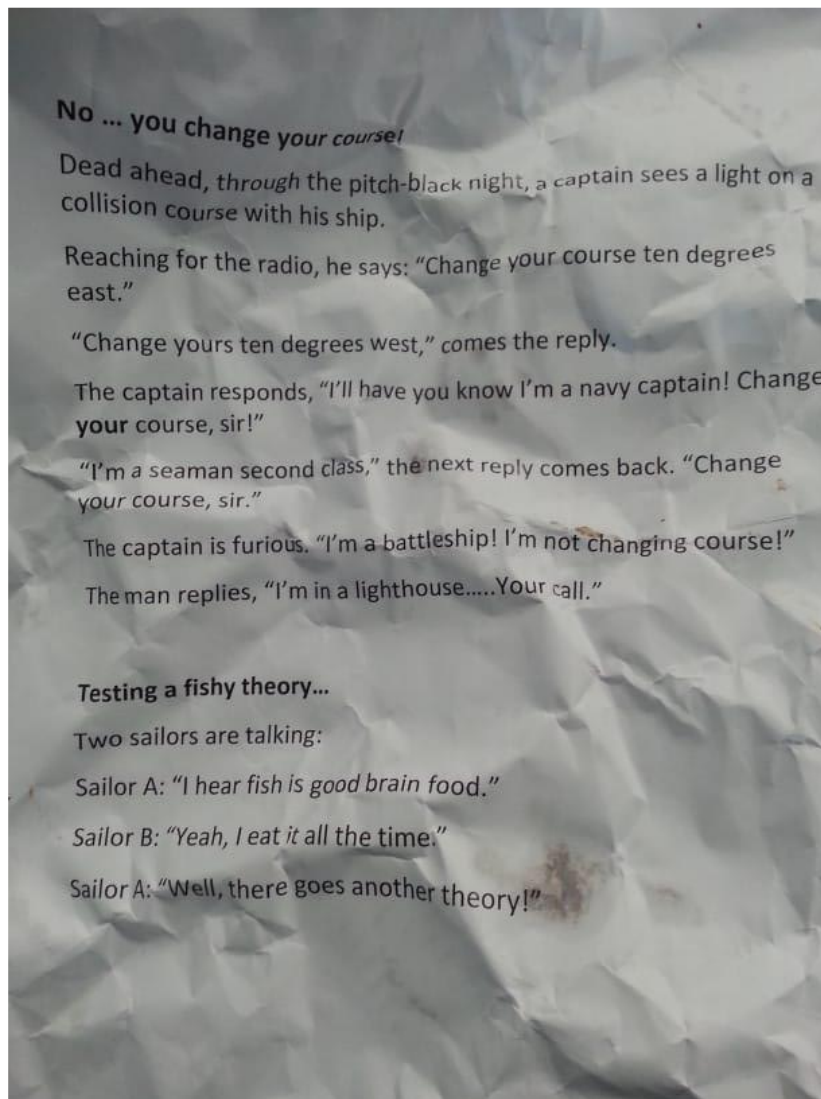 No ... you change your course!
Dead ahead, through the pitch-black night, a captain sees a light on a
collision course with his ship.
Reaching for the radio, he says: “Change your course ten degrees
east.”
“Change yours ten degrees west,” comes the reply.
The captain responds, “I’ll have you know I’m a navy captain! Change
your course, sir!”
“I’m a seaman second class,” the next reply comes back. “Change
your course, sir.”
The captain is furious. “I’m a battleship! I’m not changing course!”
The man replies, “I’m in a lighthouse.....Your call.”
Testing a fishy theory...
Two sailors are talking:
Sailor A: “I hear fish is good brain food.”
Sailor B: “Yeah, I eat it all the time.”
Sailor A: “Well, there goes another theory!”